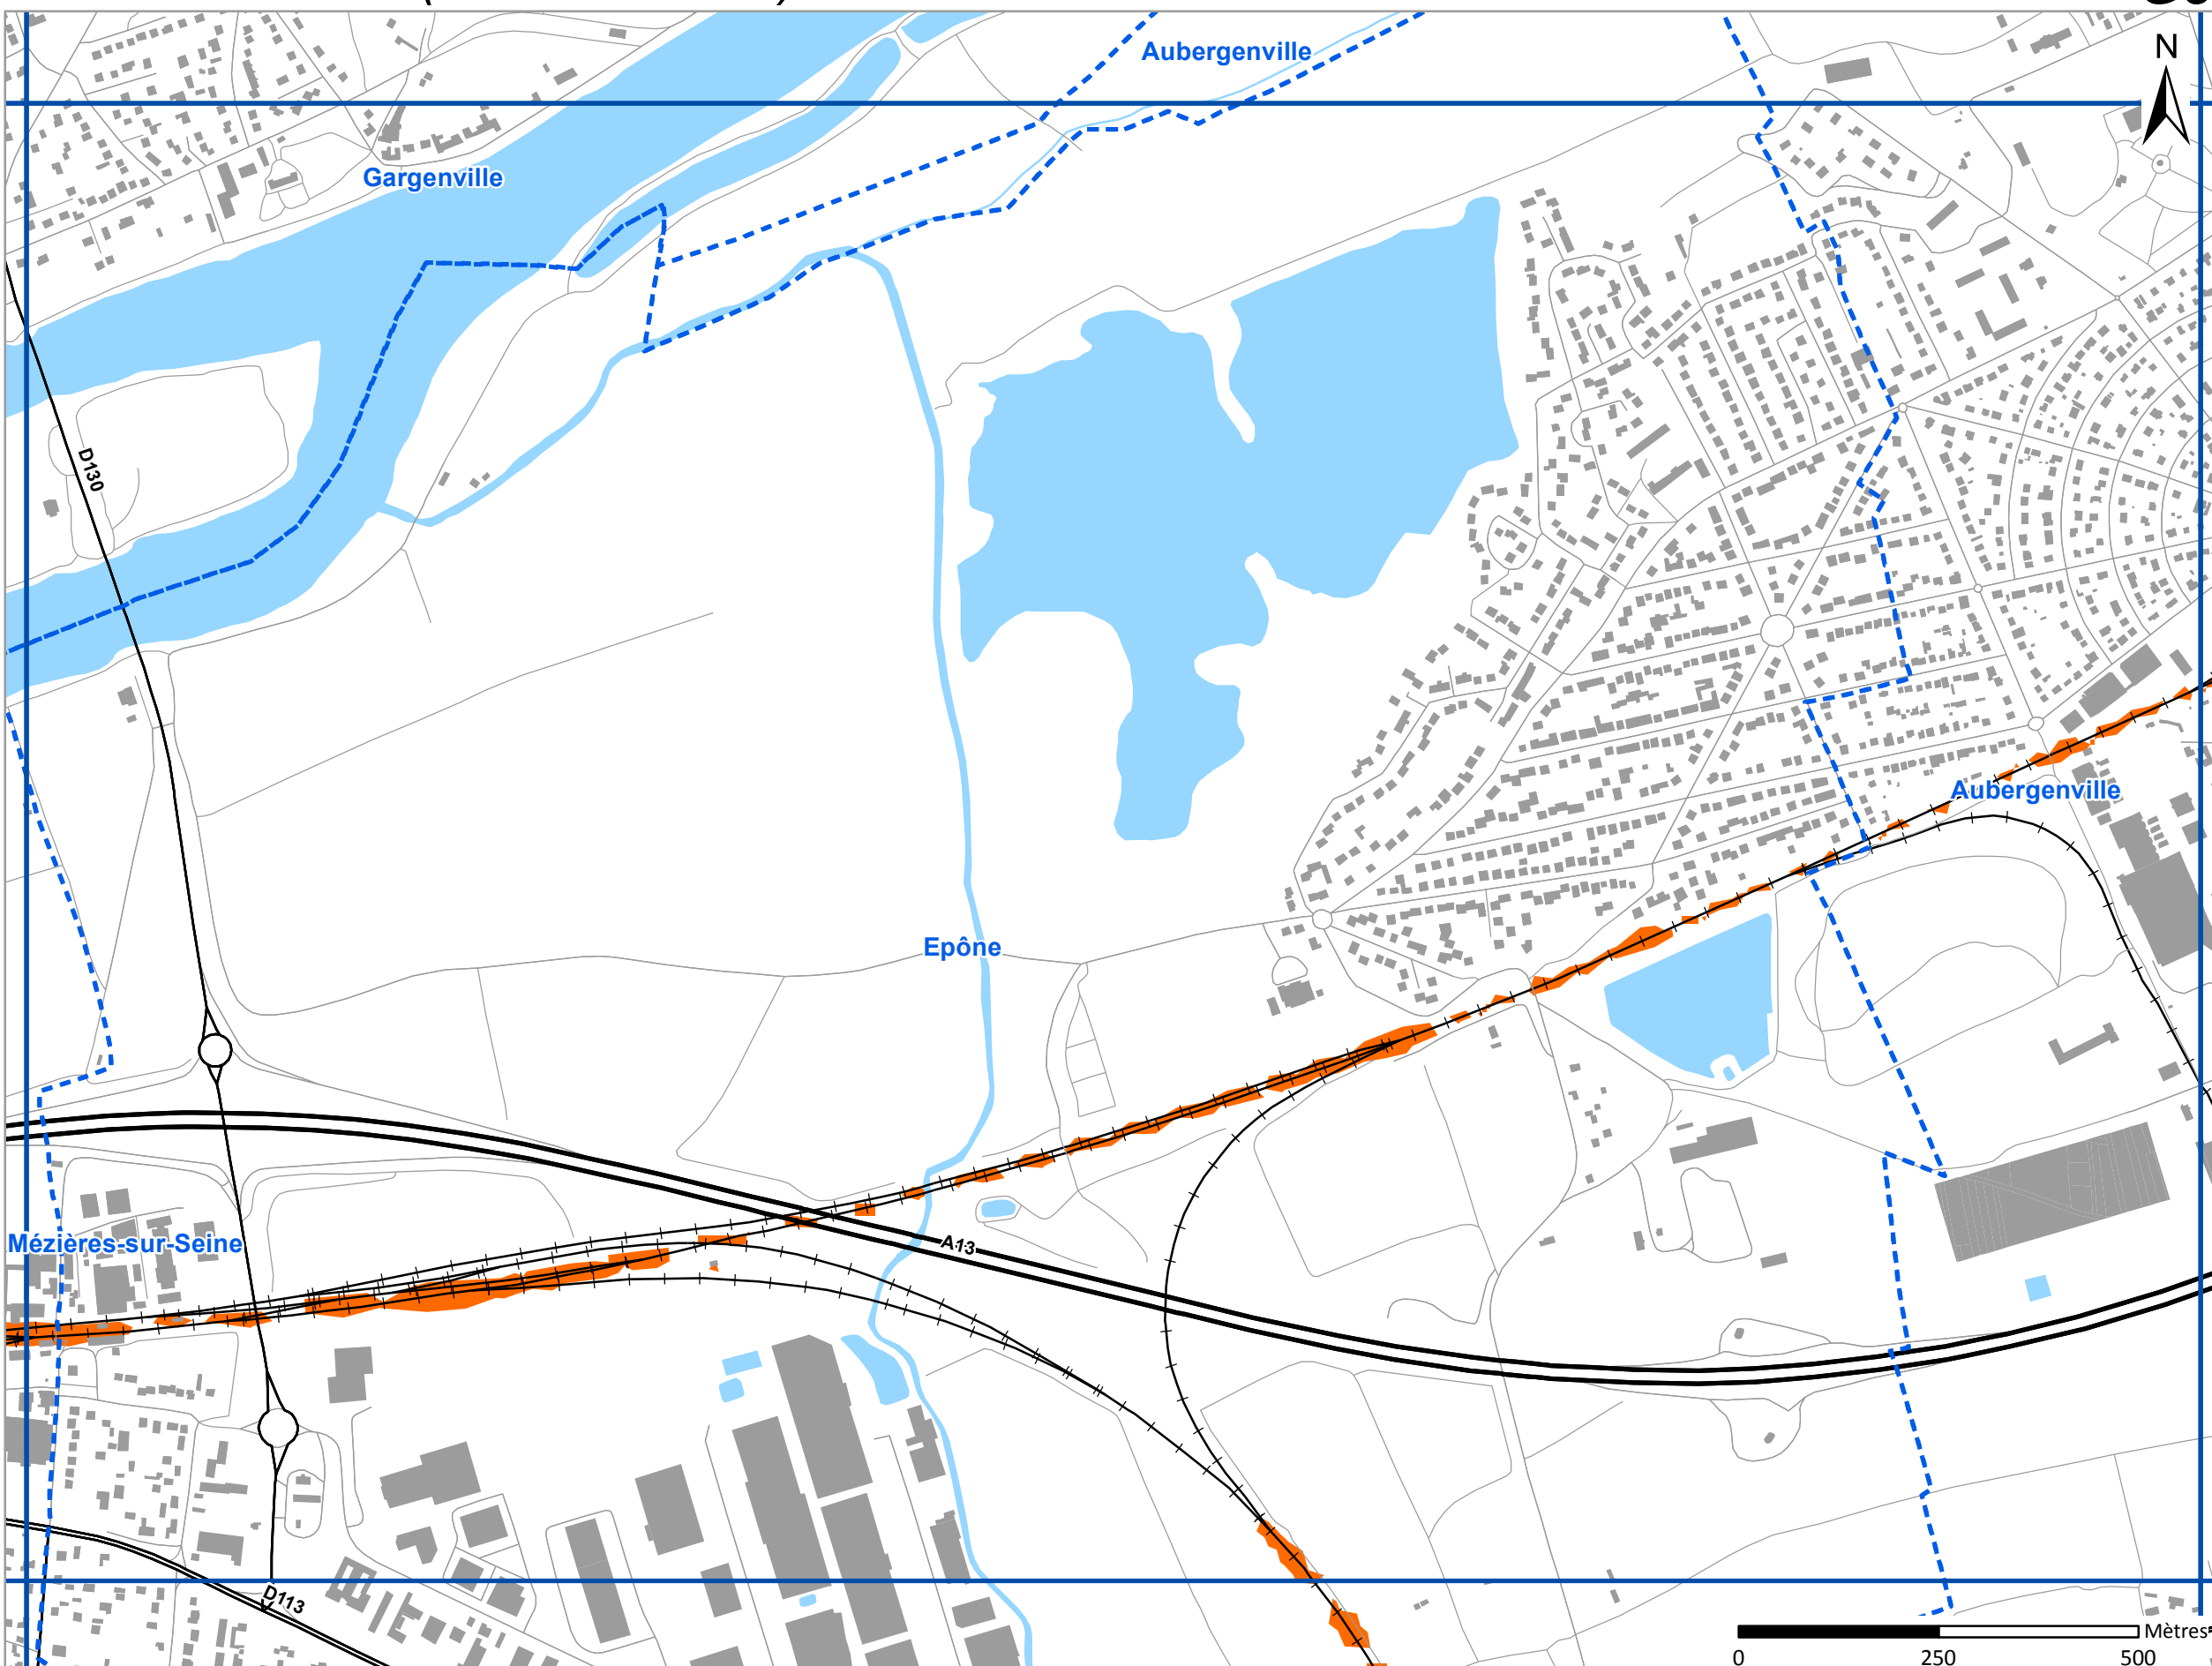 Aubergenville
N
Gargenville
D130
Aubergenville
Epône
A13
Mézières-sur-Seine
D113
Mètres
0 250 500